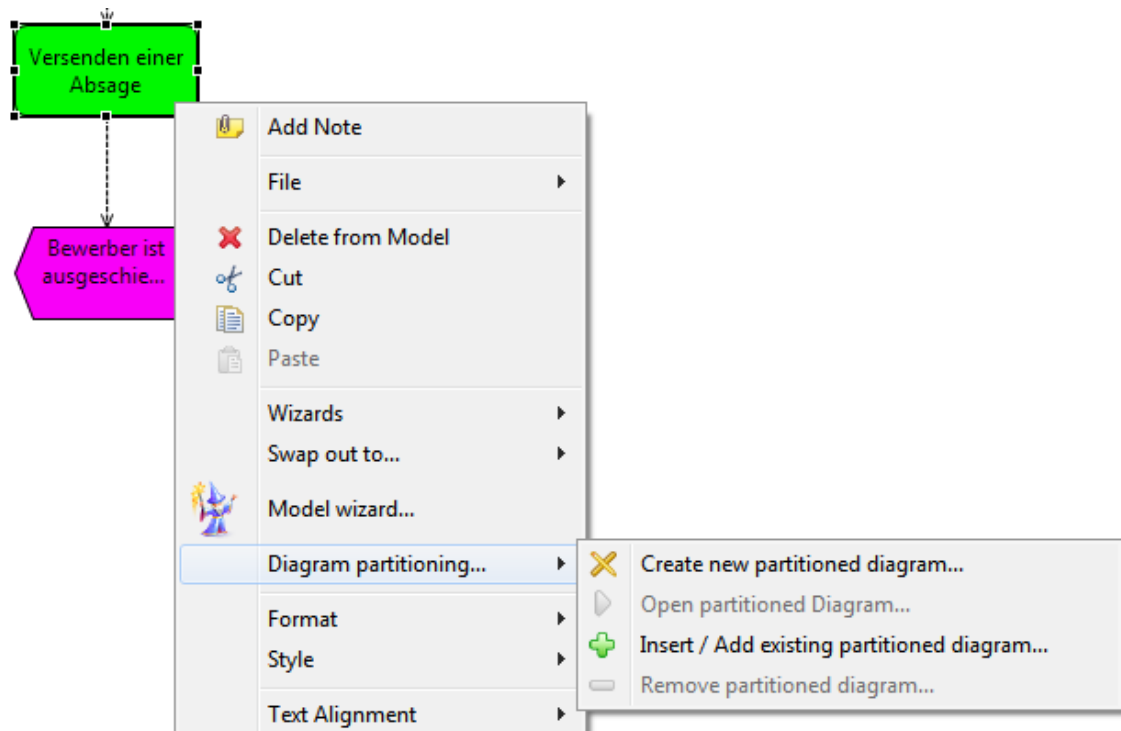 Versenden einer
Absage
Bewerber ist
ausgeschie...
Add Note
File
Delete from Model
Cut
Copy
Paste
Wizards
Swap out to...
Model wizard...
Diagram partitioning...
Format
Style
Text Alignment
Create new partitioned diagram...
Open partitioned Diagram...
Insert / Add existing partitioned diagram...
Remove partitioned diagram...